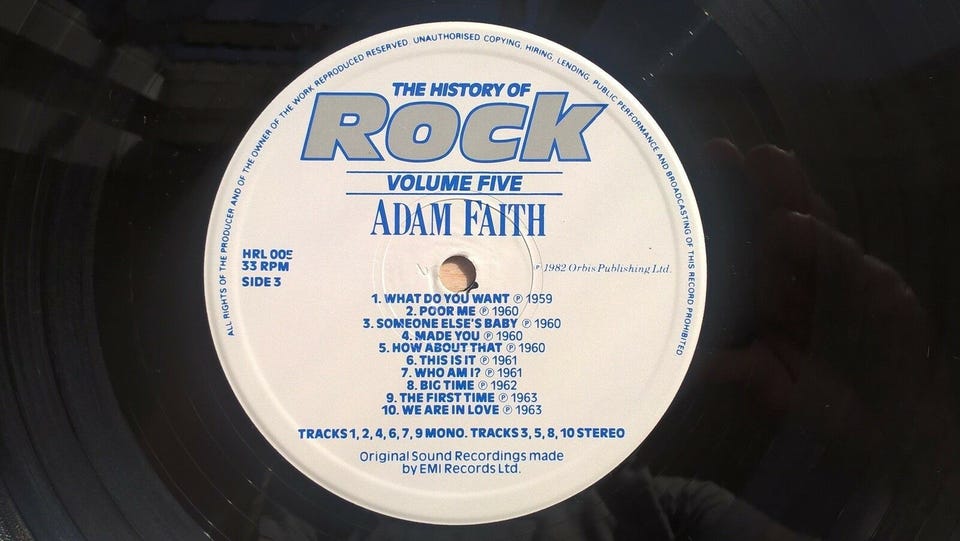 ALL RIGHTS OF THE PRODUCER AND OF THE OWNER OF THE WORK REPRODUCED RESERVED. UNAUTHORISED COPYING, HIRING, LENDING, PUBLIC PERFORMANCE AND BROADCASTING OF THIS RECORD PROHIBITED
THE HISTORY OF
Rock
VOLUME FIVE
ADAM FAITH
HRL 005
33 RPM
SIDE 3
℗ 1982 Orbis Publishing Ltd.
1. WHAT DO YOU WANT ℗ 1959
2. POOR ME ℗ 1960
3. SOMEONE ELSE'S BABY ℗ 1960
4. MADE YOU ℗ 1960
5. HOW ABOUT THAT ℗ 1960
6. THIS IS IT ℗ 1961
7. WHO AM I? ℗ 1961
8. BIG TIME ℗ 1962
9. THE FIRST TIME ℗ 1963
10. WE ARE IN LOVE ℗ 1963
TRACKS 1, 2, 4, 6, 7, 9 MONO. TRACKS 3, 5, 8, 10 STEREO
Original Sound Recordings made
by EMI Records Ltd.